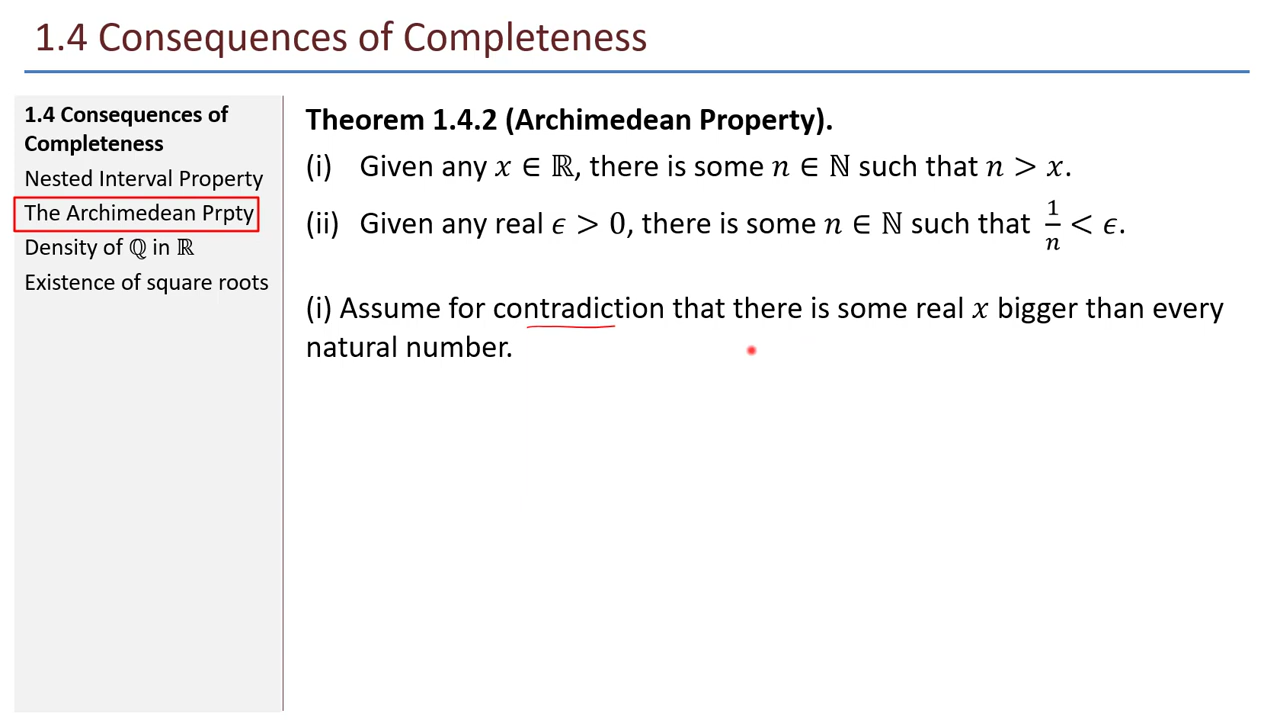 1.4 Consequences of Completeness
1.4 Consequences of
Completeness
Nested Interval Property
The Archimedean Prpty
Density of ℚ in ℝ
Existence of square roots
Theorem 1.4.2 (Archimedean Property).
(i) Given any 𝑥 ∈ ℝ, there is some 𝑛 ∈ ℕ such that 𝑛 > 𝑥.
(ii) Given any real 𝜖 > 0, there is some 𝑛 ∈ ℕ such that 1/𝑛 < 𝜖.
(i) Assume for contradiction that there is some real 𝑥 bigger than every
natural number.